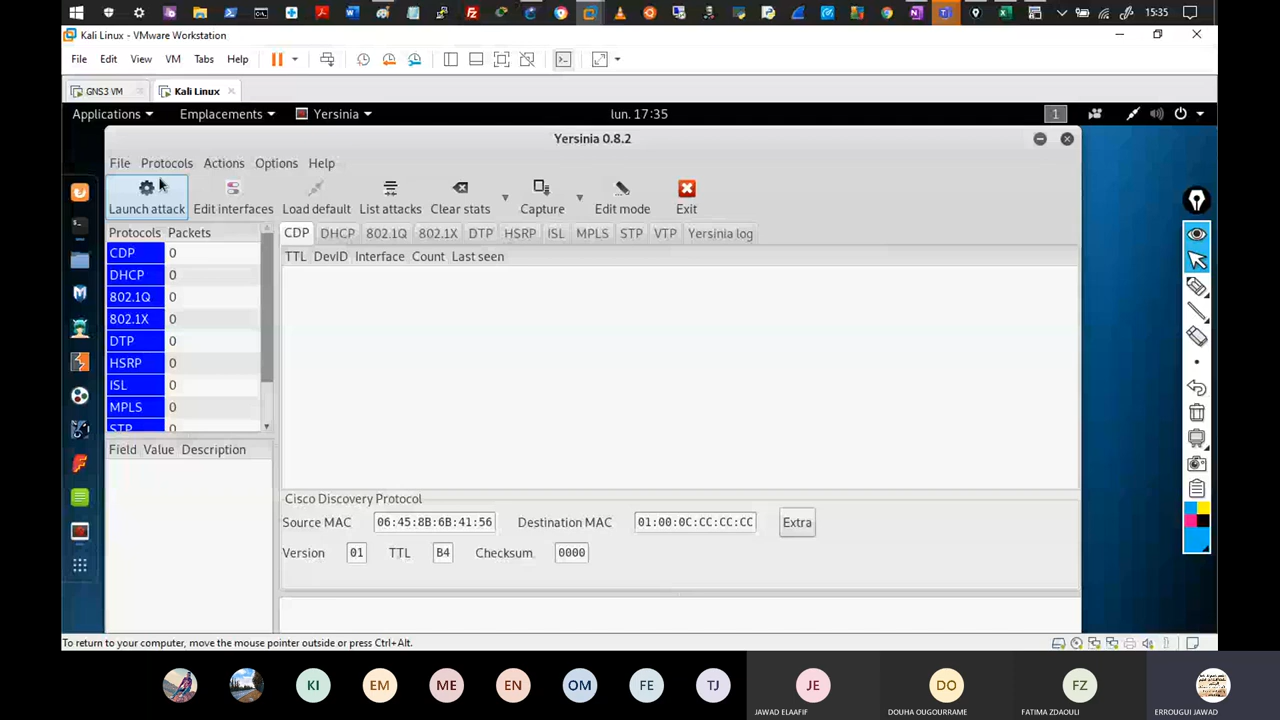 15:35
Kali Linux - VMware Workstation
File Edit View VM Tabs Help
GNS3 VM
Kali Linux
Applications Emplacements Yersinia lun. 17:35 1
Yersinia 0.8.2
File Protocols Actions Options Help
Launch attack Edit interfaces Load default List attacks Clear stats Capture Edit mode Exit
Protocols Packets
CDP 0
DHCP 0
802.1Q 0
802.1X 0
DTP 0
HSRP 0
ISL 0
MPLS 0
STP 0
Field Value Description
CDP DHCP 802.1Q 802.1X DTP HSRP ISL MPLS STP VTP Yersinia log
TTL DevID Interface Count Last seen
Cisco Discovery Protocol
Source MAC 06:45:8B:6B:41:56 Destination MAC 01:00:0C:CC:CC:CC Extra
Version 01 TTL B4 Checksum 0000
To return to your computer, move the mouse pointer outside or press Ctrl+Alt.
KI EM ME EN OM FE TJ JE DO FZ
JAWAD ELAAFIF DOUHA OUGOURRAME FATIMA ZDAOULI ERROUGUI JAWAD